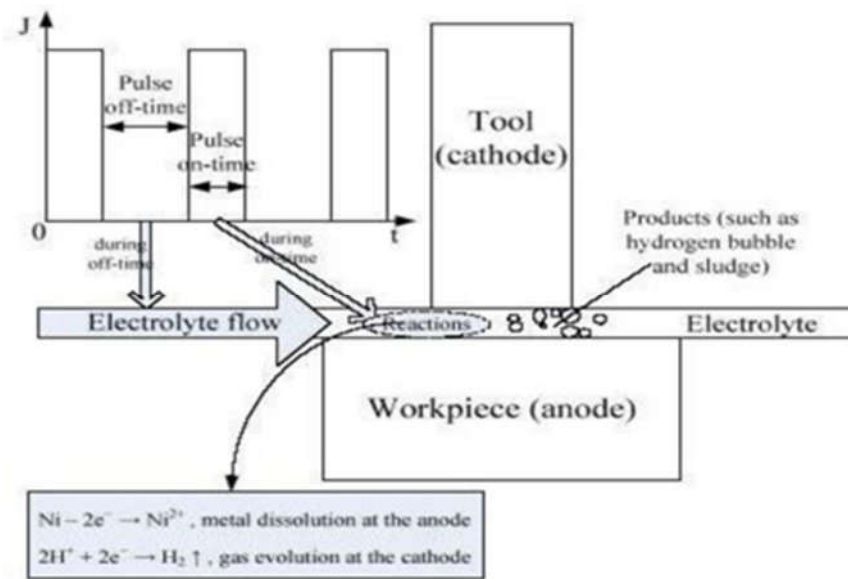 J
Pulse
off-time
Pulse
on-time
0
t
during
off-time
during
on-time
Tool
(cathode)
Products (such as
hydrogen bubble
and sludge)
Electrolyte flow
Reactions
Electrolyte
Workpiece (anode)
Ni − 2e⁻ → Ni²⁺ , metal dissolution at the anode
2H⁺ + 2e⁻ → H₂ ↑ , gas evolution at the cathode